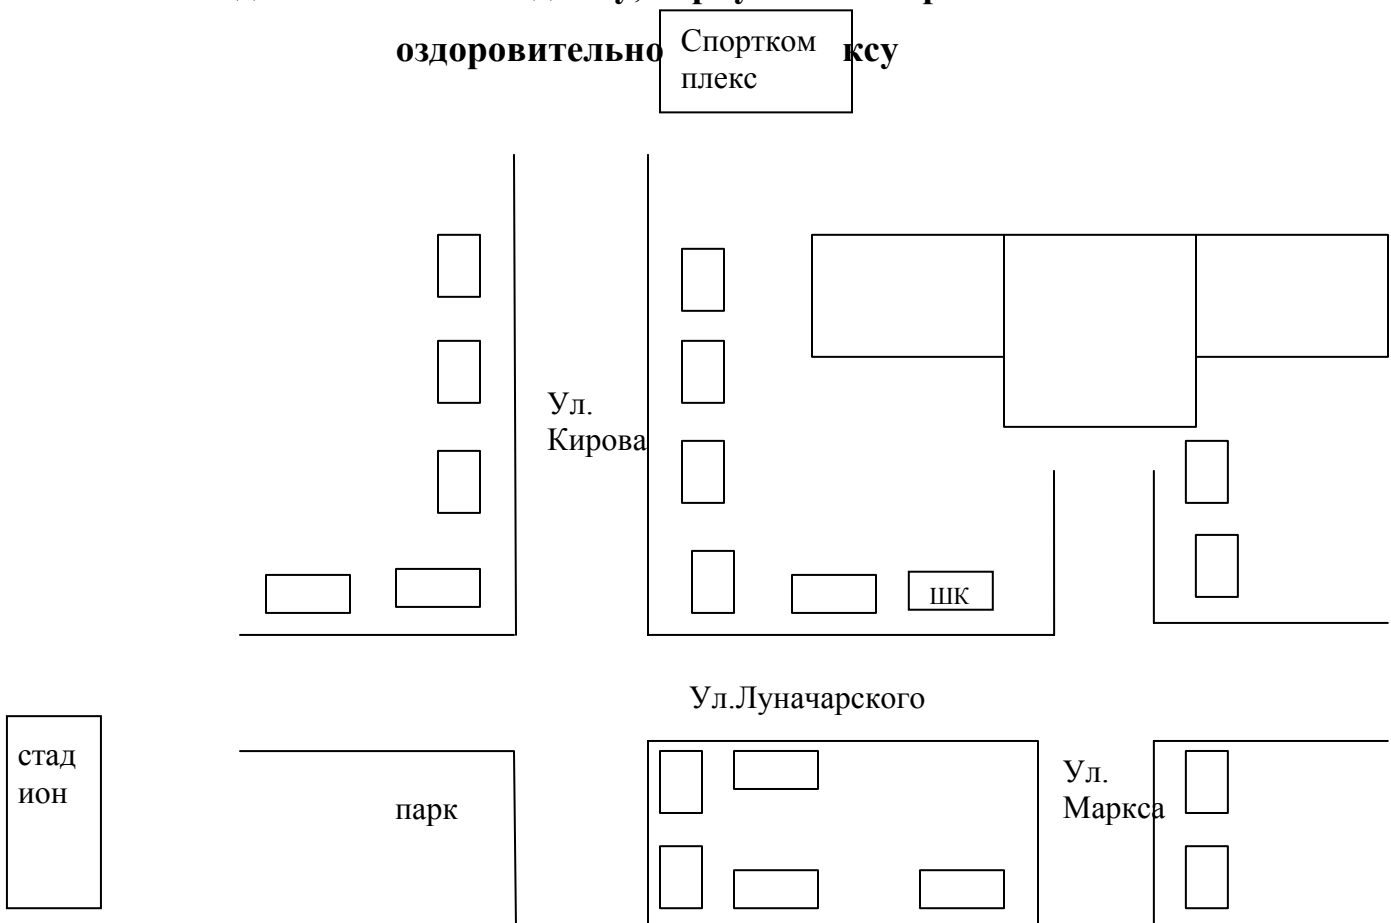 оздоровительно
Спортком
плекс
ксу
Ул.
Кирова
ШК
Ул.Луначарского
стад
ион
парк
Ул.
Маркса